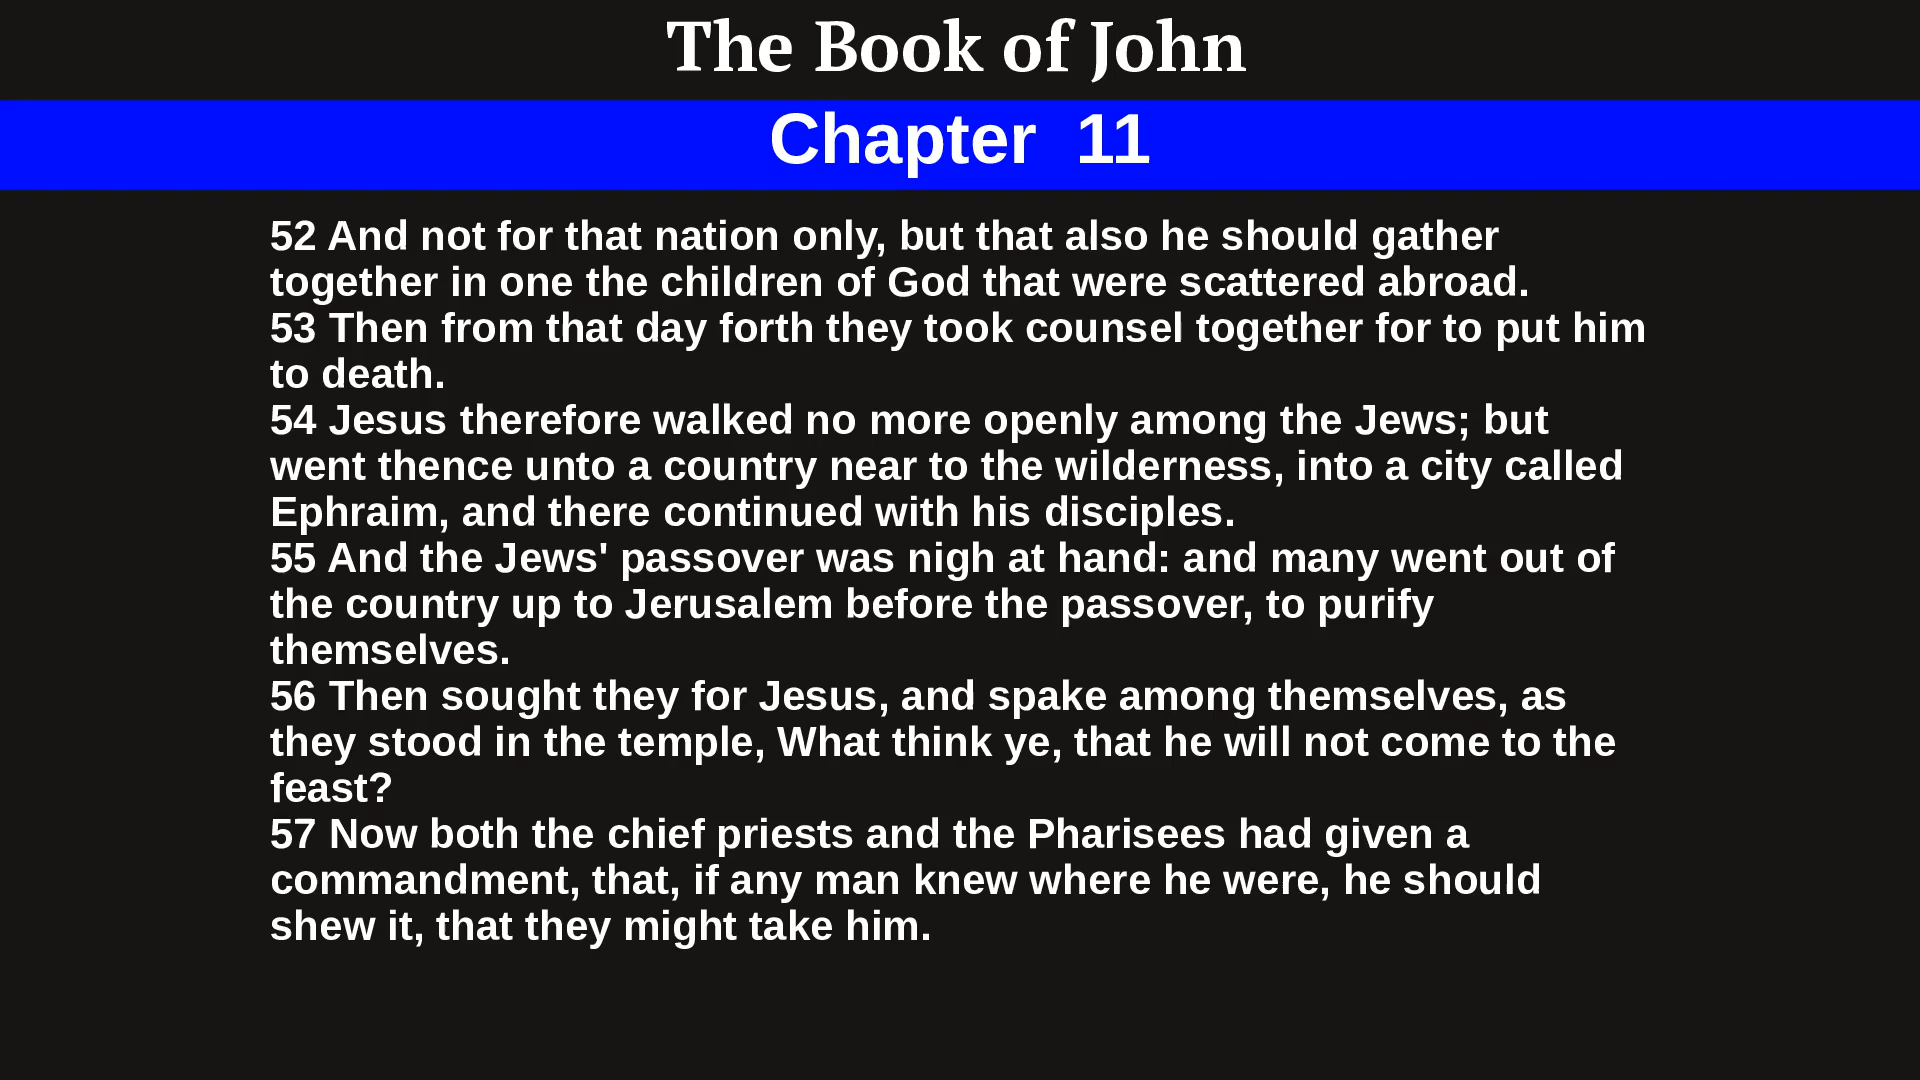 The Book of John
Chapter 11
52 And not for that nation only, but that also he should gather
together in one the children of God that were scattered abroad.
53 Then from that day forth they took counsel together for to put him
to death.
54 Jesus therefore walked no more openly among the Jews; but
went thence unto a country near to the wilderness, into a city called
Ephraim, and there continued with his disciples.
55 And the Jews' passover was nigh at hand: and many went out of
the country up to Jerusalem before the passover, to purify
themselves.
56 Then sought they for Jesus, and spake among themselves, as
they stood in the temple, What think ye, that he will not come to the
feast?
57 Now both the chief priests and the Pharisees had given a
commandment, that, if any man knew where he were, he should
shew it, that they might take him.